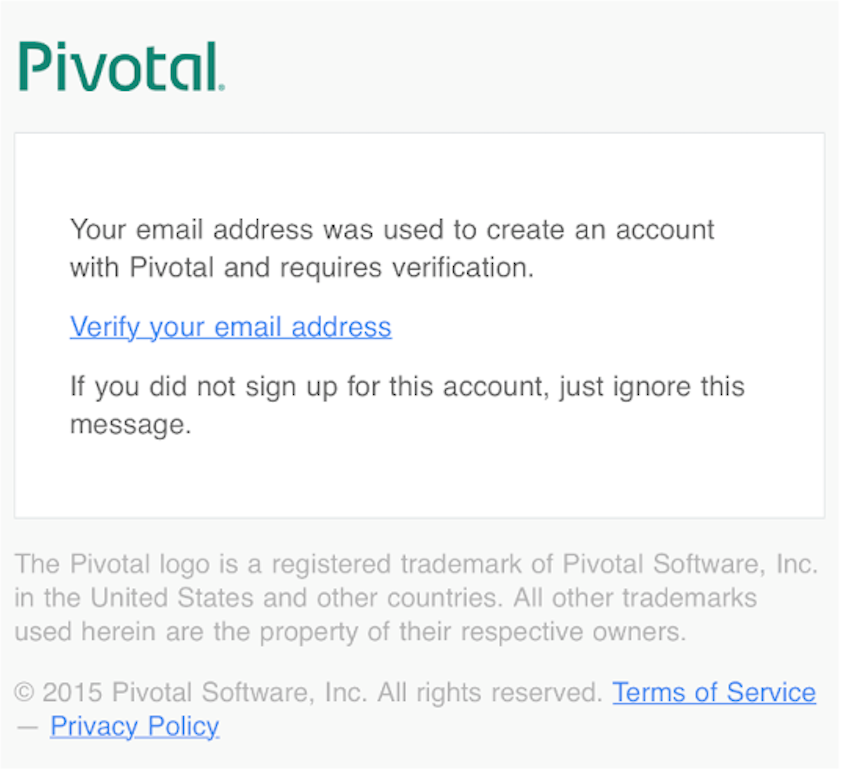 Pivotal.
Your email address was used to create an account
with Pivotal and requires verification.
Verify your email address
If you did not sign up for this account, just ignore this
message.
The Pivotal logo is a registered trademark of Pivotal Software, Inc.
in the United States and other countries. All other trademarks
used herein are the property of their respective owners.
© 2015 Pivotal Software, Inc. All rights reserved. Terms of Service
— Privacy Policy